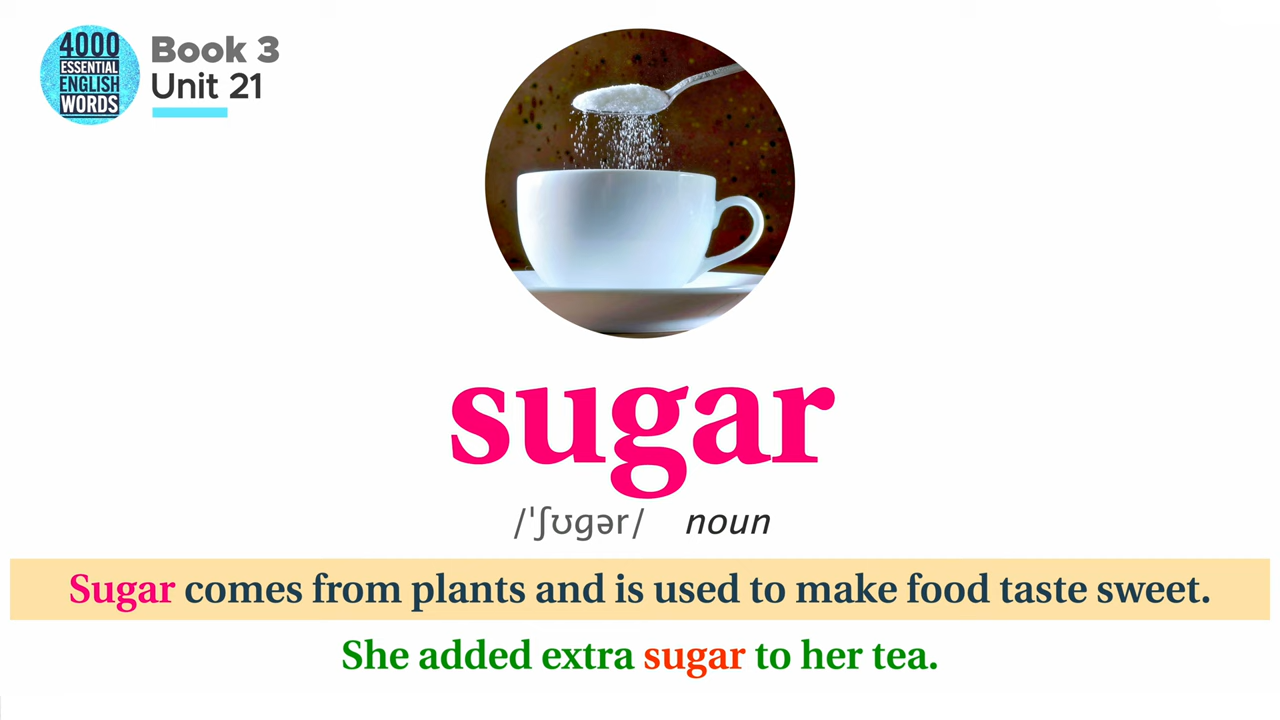 4000
ESSENTIAL
ENGLISH
WORDS
Book 3
Unit 21
sugar
/ˈʃʊgər/ noun
Sugar comes from plants and is used to make food taste sweet.
She added extra sugar to her tea.